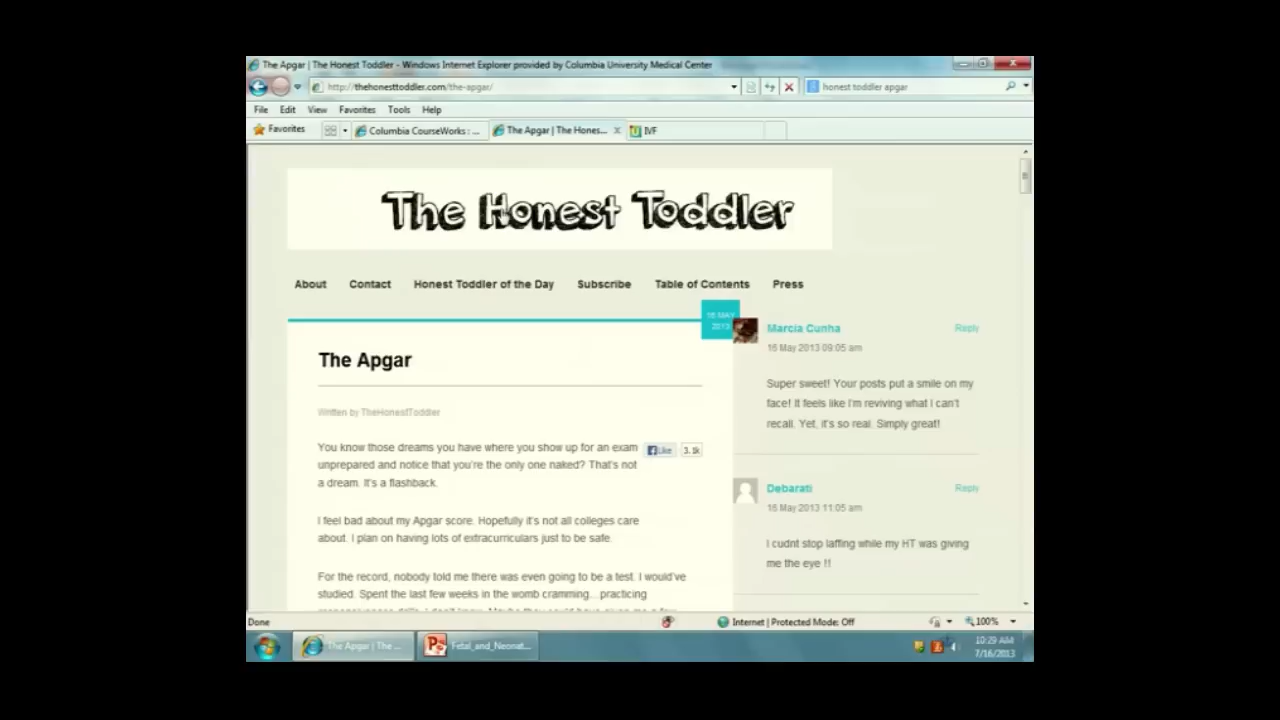 The Apgar | The Honest Toddler - Windows Internet Explorer provided by Columbia University Medical Center
http://thehonesttoddler.com/the-apgar/
honest toddler apgar
File Edit View Favorites Tools Help
Favorites
Columbia CourseWorks : ...
The Apgar | The Hones...
IVF
The Honest Toddler
About Contact Honest Toddler of the Day Subscribe Table of Contents Press
16 MAY
2013
The Apgar
Written by TheHonestToddler
You know those dreams you have where you show up for an exam
unprepared and notice that you're the only one naked? That's not
a dream. It's a flashback.
Like 3.1k
I feel bad about my Apgar score. Hopefully it's not all colleges care
about. I plan on having lots of extracurriculars just to be safe.
For the record, nobody told me there was even going to be a test. I would've
studied. Spent the last few weeks in the womb cramming...practicing
Marcia Cunha Reply
16 May 2013 09:05 am
Super sweet! Your posts put a smile on my
face! It feels like I'm reviving what I can't
recall. Yet, it's so real. Simply great!
Debarati Reply
16 May 2013 11:05 am
I cudnt stop laffing while my HT was giving
me the eye !!
Done
Internet | Protected Mode: Off
100%
The Apgar | The ...
Fetal_and_Neonat...
10:29 AM
7/16/2013